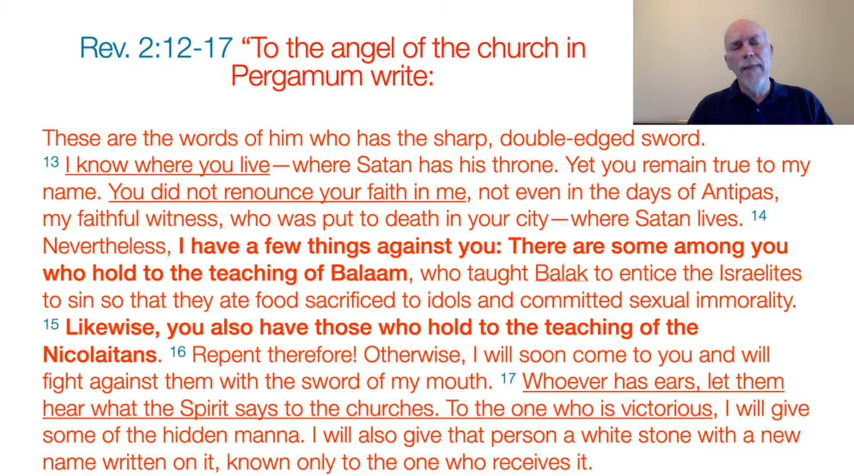 Rev. 2:12-17 “To the angel of the church in
Pergamum write:
These are the words of him who has the sharp, double-edged sword.
13 I know where you live—where Satan has his throne. Yet you remain true to my
name. You did not renounce your faith in me, not even in the days of Antipas,
my faithful witness, who was put to death in your city—where Satan lives. 14
Nevertheless, I have a few things against you: There are some among you
who hold to the teaching of Balaam, who taught Balak to entice the Israelites
to sin so that they ate food sacrificed to idols and committed sexual immorality.
15 Likewise, you also have those who hold to the teaching of the
Nicolaitans. 16 Repent therefore! Otherwise, I will soon come to you and will
fight against them with the sword of my mouth. 17 Whoever has ears, let them
hear what the Spirit says to the churches. To the one who is victorious, I will give
some of the hidden manna. I will also give that person a white stone with a new
name written on it, known only to the one who receives it.